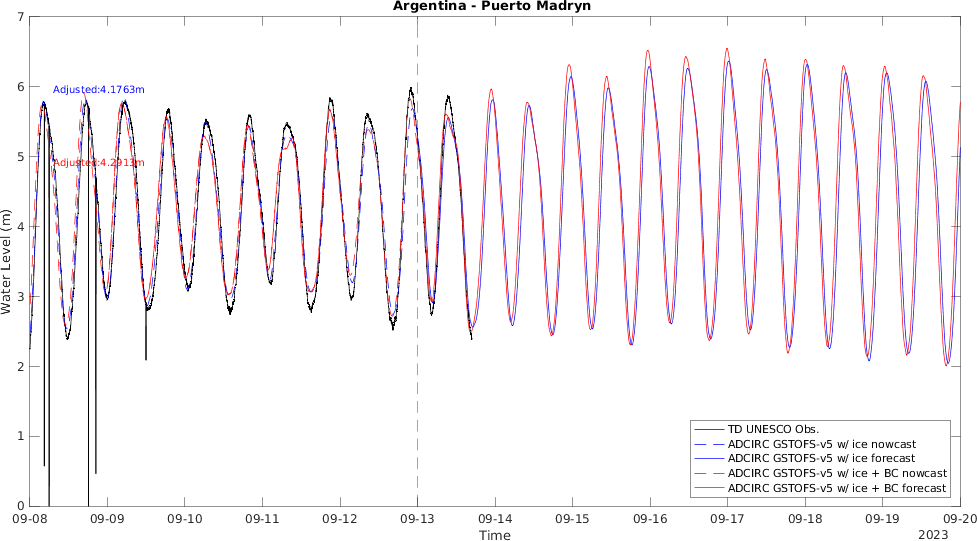 Argentina - Puerto Madryn
7
6
5
4
3
2
1
0
Water Level (m)
Adjusted:4.1763m
Adjusted:4.2913m
TD UNESCO Obs.
ADCIRC GSTOFS-v5 w/ ice nowcast
ADCIRC GSTOFS-v5 w/ ice forecast
ADCIRC GSTOFS-v5 w/ ice + BC nowcast
ADCIRC GSTOFS-v5 w/ ice + BC forecast
09-08 09-09 09-10 09-11 09-12 09-13 09-14 09-15 09-16 09-17 09-18 09-19 09-20
Time
2023